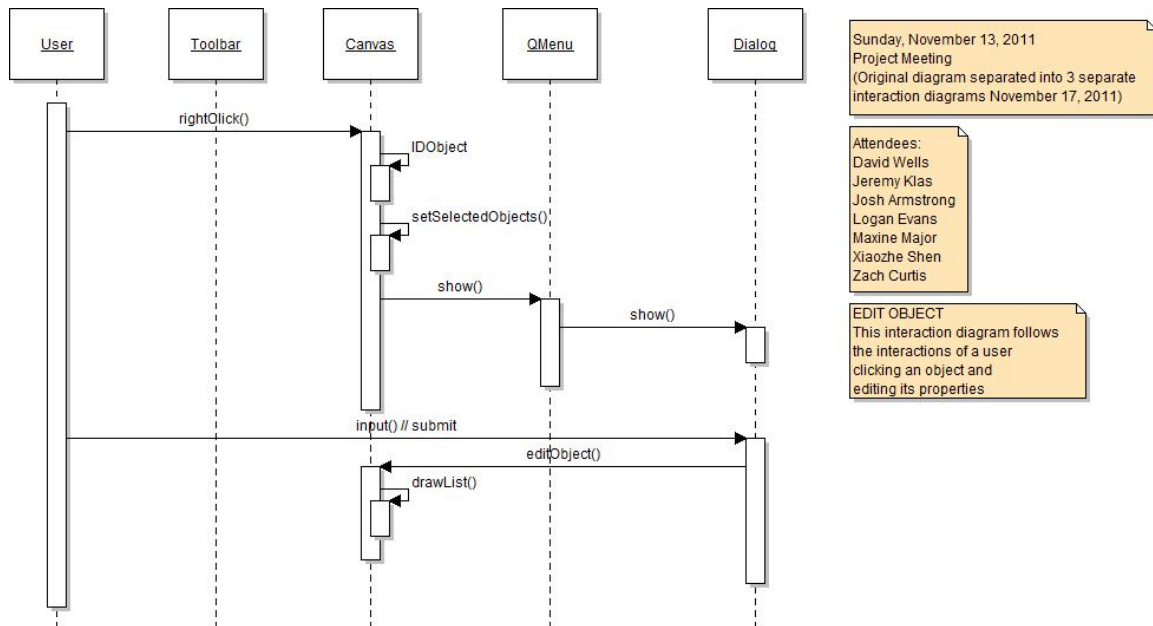 User
Toolbar
Canvas
QMenu
Dialog
rightClick()
IDObject
setSelectedObjects()
show()
show()
input() // submit
editObject()
drawList()
Sunday, November 13, 2011
Project Meeting
(Original diagram separated into 3 separate
interaction diagrams November 17, 2011)
Attendees:
David Wells
Jeremy Klas
Josh Armstrong
Logan Evans
Maxine Major
Xiaozhe Shen
Zach Curtis
EDIT OBJECT
This interaction diagram follows
the interactions of a user
clicking an object and
editing its properties